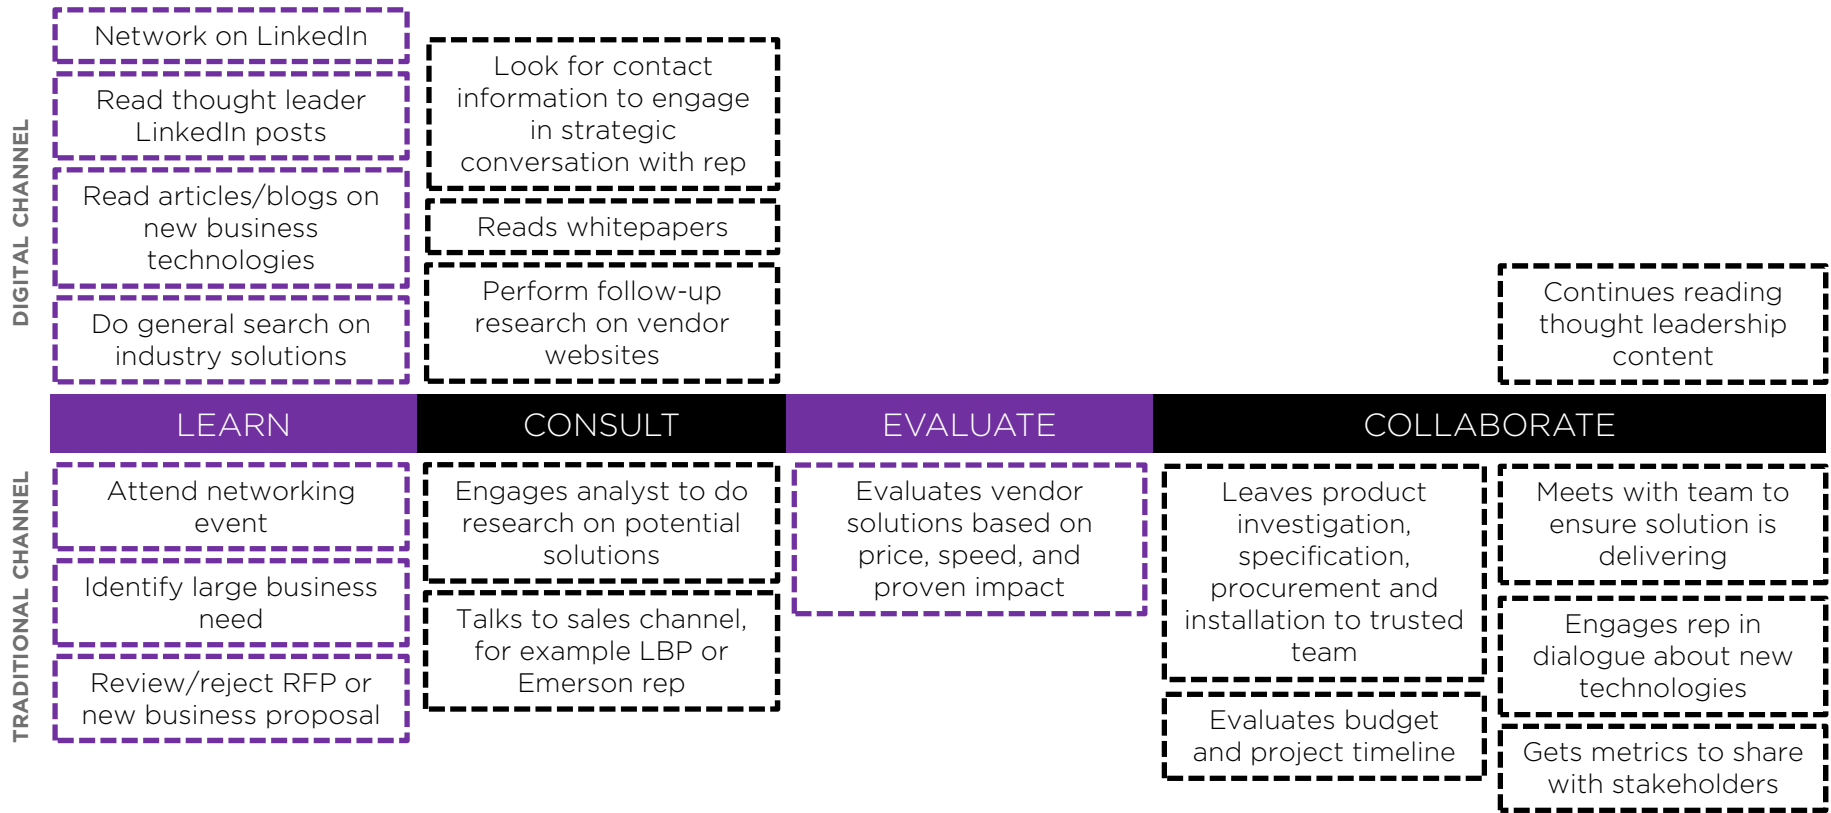 DIGITAL CHANNEL
Network on LinkedIn
Read thought leader
LinkedIn posts
Read articles/blogs on
new business
technologies
Do general search on
industry solutions
Look for contact
information to engage
in strategic
conversation with rep
Reads whitepapers
Perform follow-up
research on vendor
websites
Continues reading
thought leadership
content
LEARN
CONSULT
EVALUATE
COLLABORATE
TRADITIONAL CHANNEL
Attend networking
event
Identify large business
need
Review/reject RFP or
new business proposal
Engages analyst to do
research on potential
solutions
Talks to sales channel,
for example LBP or
Emerson rep
Evaluates vendor
solutions based on
price, speed, and
proven impact
Leaves product
investigation,
specification,
procurement and
installation to trusted
team
Evaluates budget
and project timeline
Meets with team to
ensure solution is
delivering
Engages rep in
dialogue about new
technologies
Gets metrics to share
with stakeholders